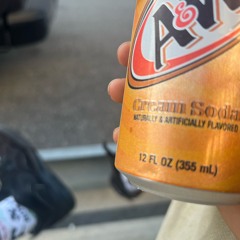 A&W
Cream Soda
NATURALLY & ARTIFICIALLY FLAVORED
12 FL OZ (355 mL)